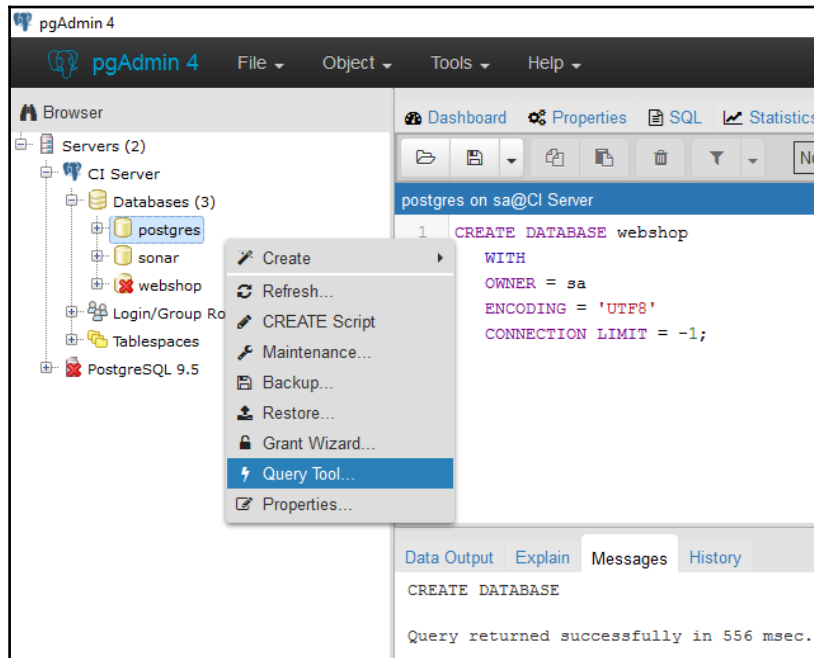 pgAdmin 4
pgAdmin 4 File Object Tools Help
Browser
Servers (2)
CI Server
Databases (3)
postgres
sonar
webshop
Login/Group Ro
Tablespaces
PostgreSQL 9.5
Create
Refresh...
CREATE Script
Maintenance...
Backup...
Restore...
Grant Wizard...
Query Tool...
Properties...
Dashboard Properties SQL Statistics
No
postgres on sa@CI Server
1 CREATE DATABASE webshop
WITH
OWNER = sa
ENCODING = 'UTF8'
CONNECTION LIMIT = -1;
Data Output Explain Messages History
CREATE DATABASE
Query returned successfully in 556 msec.